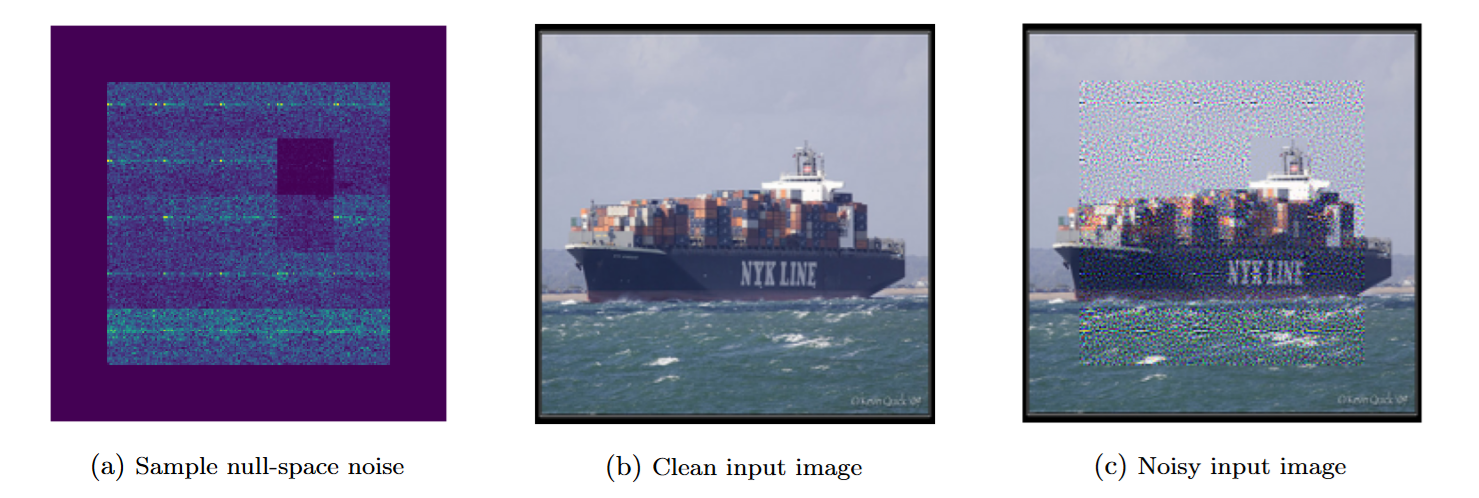 NYK LINE
NYK LINE
© Kevin Quick '09
© Kevin Quick '09
(a) Sample null-space noise
(b) Clean input image
(c) Noisy input image